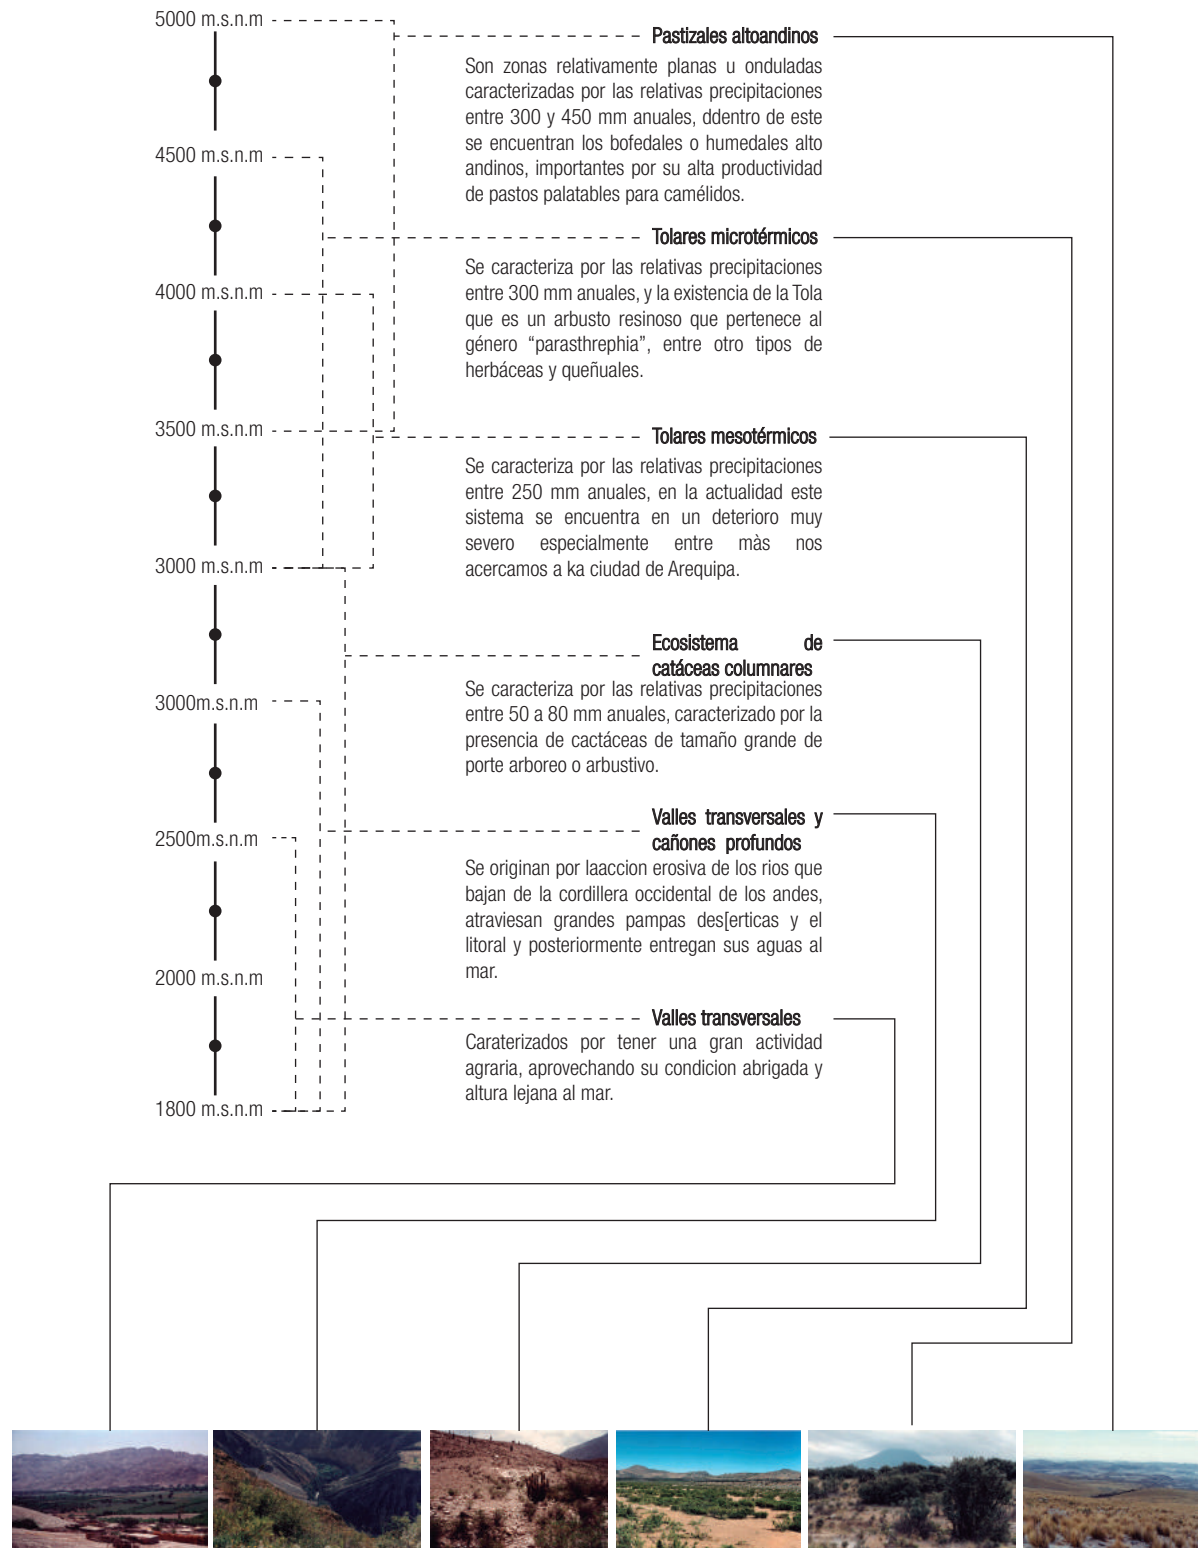 5000 m.s.n.m
Pastizales altoandinos
Son zonas relativamente planas u onduladas
caracterizadas por las relativas precipitaciones
entre 300 y 450 mm anuales, ddentro de este
se encuentran los bofedales o humedales alto
andinos, importantes por su alta productividad
de pastos palatables para camélidos.
4500 m.s.n.m
Tolares microtérmicos
Se caracteriza por las relativas precipitaciones
entre 300 mm anuales, y la existencia de la Tola
que es un arbusto resinoso que pertenece al
género “parasthrephia”, entre otro tipos de
herbáceas y queñuales.
4000 m.s.n.m
3500 m.s.n.m
Tolares mesotérmicos
Se caracteriza por las relativas precipitaciones
entre 250 mm anuales, en la actualidad este
sistema se encuentra en un deterioro muy
severo especialmente entre màs nos
acercamos a ka ciudad de Arequipa.
3000 m.s.n.m
Ecosistema de
catáceas columnares
Se caracteriza por las relativas precipitaciones
entre 50 a 80 mm anuales, caracterizado por la
presencia de cactáceas de tamaño grande de
porte arboreo o arbustivo.
3000m.s.n.m
Valles transversales y
cañones profundos
Se originan por laaccion erosiva de los rios que
bajan de la cordillera occidental de los andes,
atraviesan grandes pampas des[erticas y el
litoral y posteriormente entregan sus aguas al
mar.
2500m.s.n.m
2000 m.s.n.m
Valles transversales
Caraterizados por tener una gran actividad
agraria, aprovechando su condicion abrigada y
altura lejana al mar.
1800 m.s.n.m